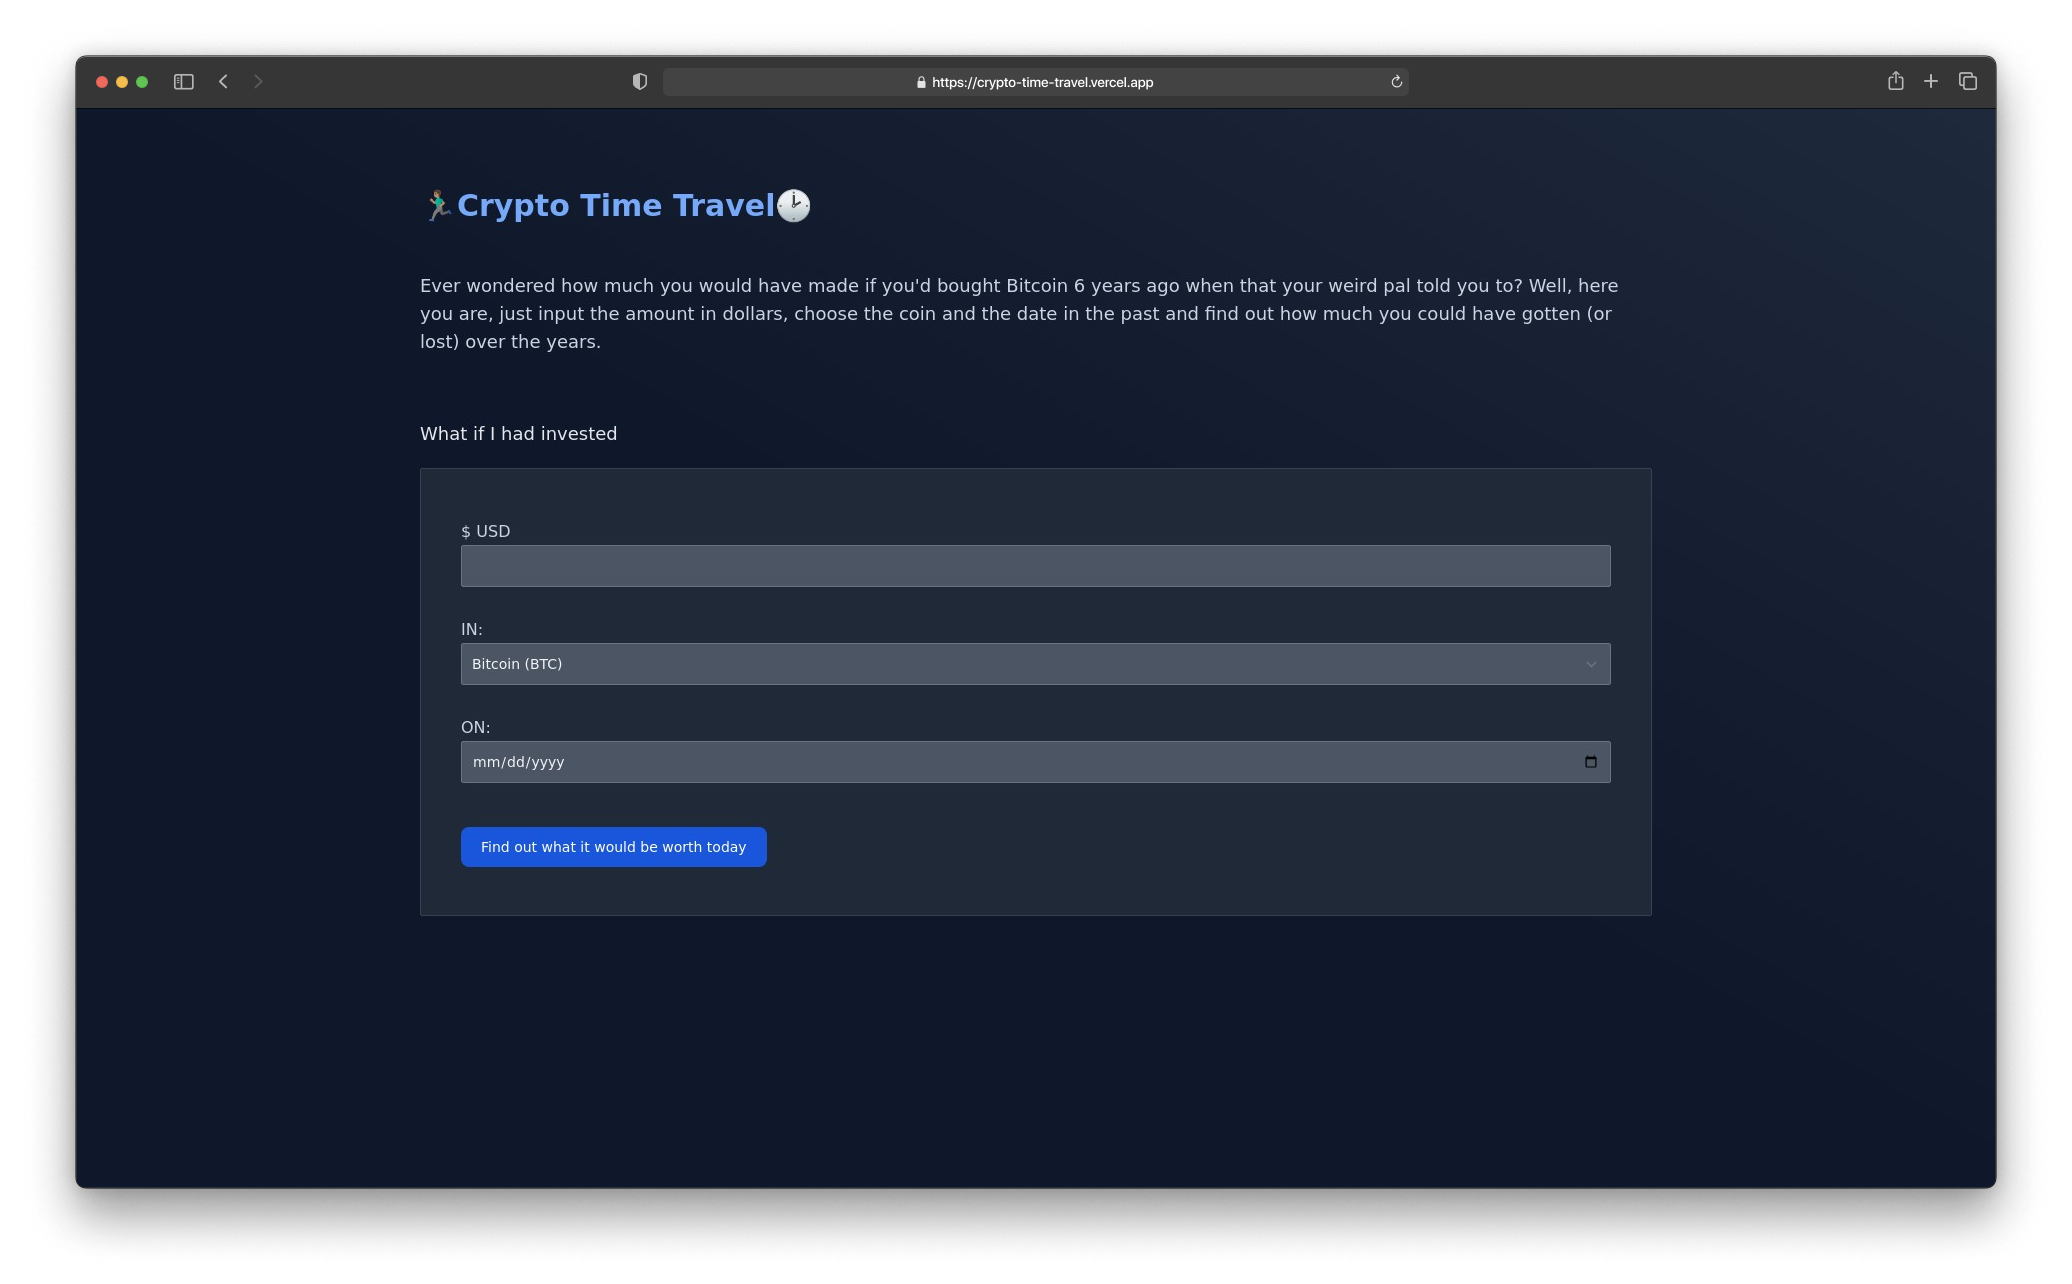 https://crypto-time-travel.vercel.app
🏃🏽‍♂️Crypto Time Travel🕑
Ever wondered how much you would have made if you'd bought Bitcoin 6 years ago when that your weird pal told you to? Well, here
you are, just input the amount in dollars, choose the coin and the date in the past and find out how much you could have gotten (or
lost) over the years.
What if I had invested
$ USD
IN:
Bitcoin (BTC)
ON:
mm/dd/yyyy
Find out what it would be worth today